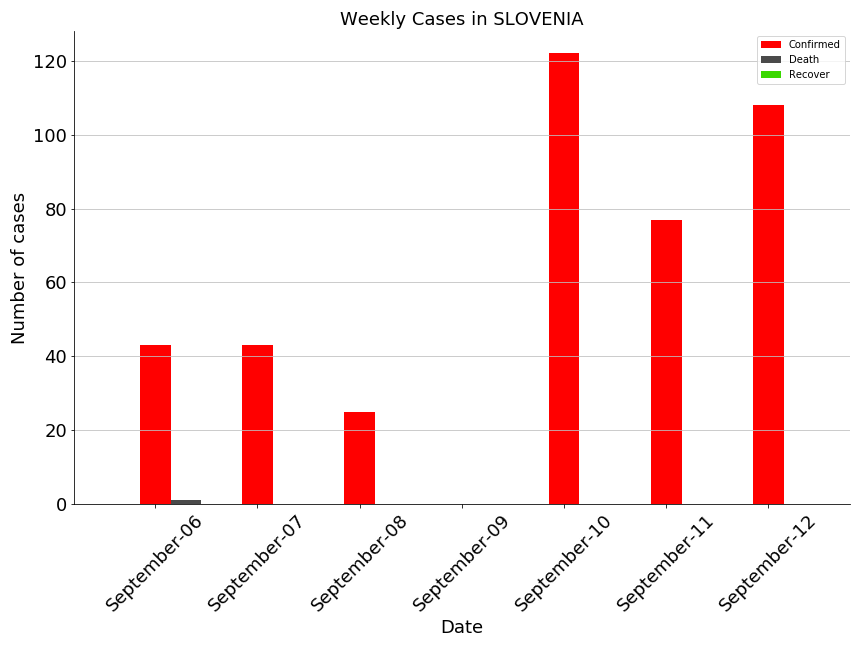 Weekly Cases in SLOVENIA
Confirmed
Death
Recover
120
100
80
60
40
20
0
Number of cases
September-06
September-07
September-08
September-09
September-10
September-11
September-12
Date